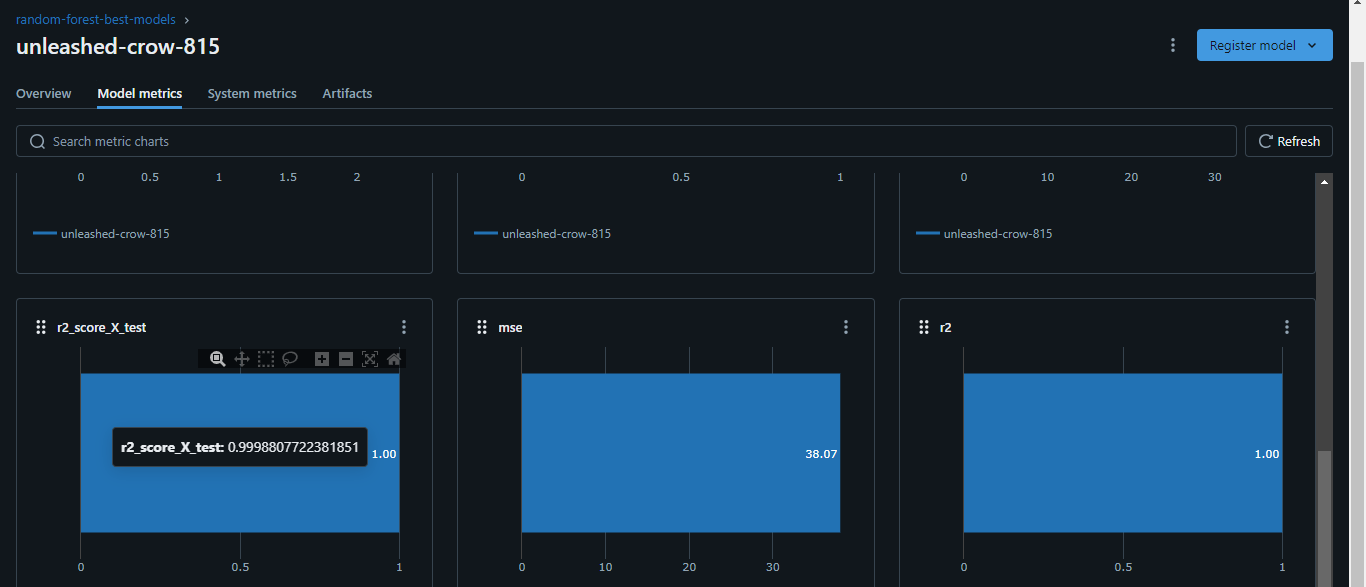 random-forest-best-models ›
unleashed-crow-815
Register model
Overview Model metrics System metrics Artifacts
Search metric charts
Refresh
0 0.5 1 1.5 2
0 0.5 1
0 10 20 30
unleashed-crow-815
unleashed-crow-815
unleashed-crow-815
r2_score_X_test
r2_score_X_test: 0.9998807722381851
1.00
0 0.5 1
mse
38.07
0 10 20 30
r2
1.00
0 0.5 1